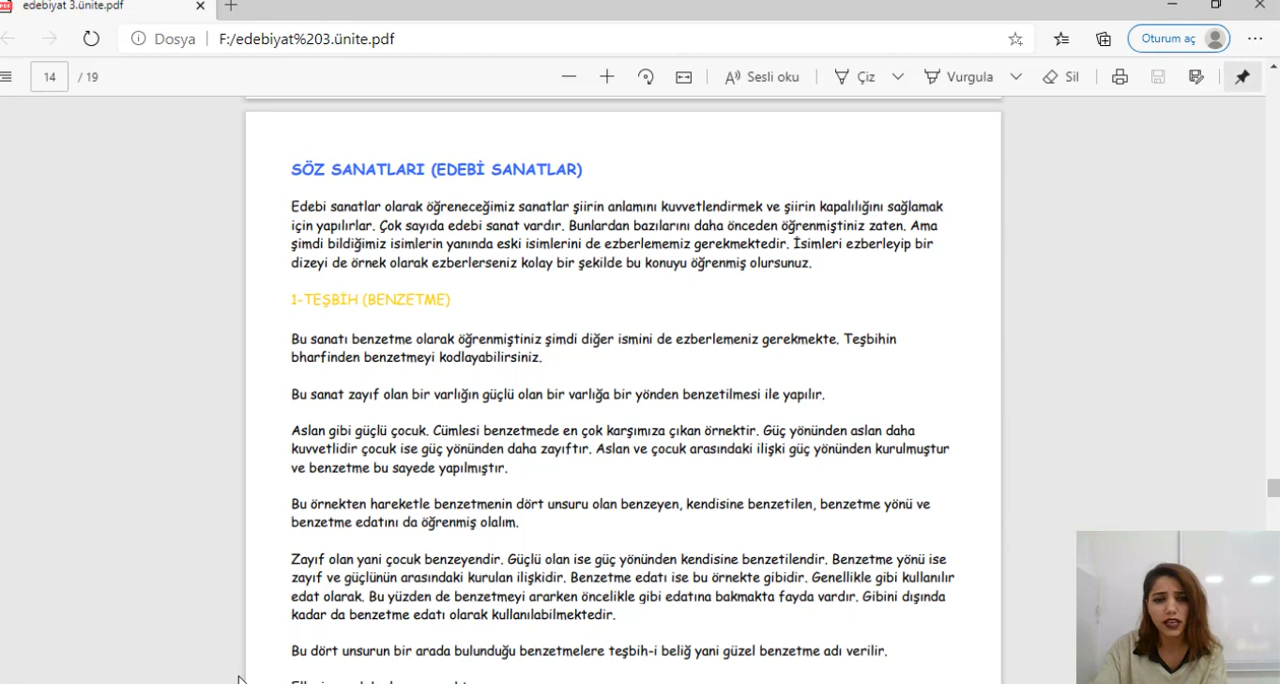 edebiyat 3.ünite.pdf
Dosya
F:/edebiyat%203.ünite.pdf
Oturum aç
14 / 19
Sesli oku
Çiz
Vurgula
Sil
SÖZ SANATLARI (EDEBİ SANATLAR)
Edebi sanatlar olarak öğreneceğimiz sanatlar şiirin anlamını kuvvetlendirmek ve şiirin kapalılığını sağlamak
için yapılırlar. Çok sayıda edebi sanat vardır. Bunlardan bazılarını daha önceden öğrenmiştiniz zaten. Ama
şimdi bildiğimiz isimlerin yanında eski isimlerini de ezberlememiz gerekmektedir. İsimleri ezberleyip bir
dizeyi de örnek olarak ezberlerseniz kolay bir şekilde bu konuyu öğrenmiş olursunuz.
1-TEŞBİH (BENZETME)
Bu sanatı benzetme olarak öğrenmiştiniz şimdi diğer ismini de ezberlemeniz gerekmekte. Teşbihin
bharfinden benzetmeyi kodlayabilirsiniz.
Bu sanat zayıf olan bir varlığın güçlü olan bir varlığa bir yönden benzetilmesi ile yapılır.
Aslan gibi güçlü çocuk. Cümlesi benzetmede en çok karşımıza çıkan örnektir. Güç yönünden aslan daha
kuvvetlidir çocuk ise güç yönünden daha zayıftır. Aslan ve çocuk arasındaki ilişki güç yönünden kurulmuştur
ve benzetme bu sayede yapılmıştır.
Bu örnekten hareketle benzetmenin dört unsuru olan benzeyen, kendisine benzetilen, benzetme yönü ve
benzetme edatını da öğrenmiş olalım.
Zayıf olan yani çocuk benzeyendir. Güçlü olan ise güç yönünden kendisine benzetilendir. Benzetme yönü ise
zayıf ve güçlünün arasındaki kurulan ilişkidir. Benzetme edatı ise bu örnekte gibidir. Genellikle gibi kullanılır
edat olarak. Bu yüzden de benzetmeyi ararken öncelikle gibi edatına bakmakta fayda vardır. Gibini dışında
kadar da benzetme edatı olarak kullanılabilmektedir.
Bu dört unsurun bir arada bulunduğu benzetmelere teşbih-i beliğ yani güzel benzetme adı verilir.